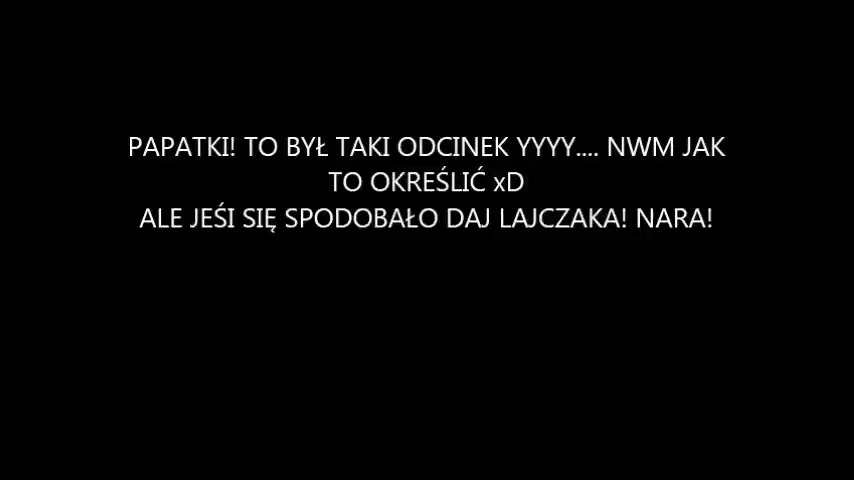 PAPATKI! TO BYŁ TAKI ODCINEK YYYY.... NWM JAK
TO OKREŚLIĆ xD
ALE JEŚI SIĘ SPODOBAŁO DAJ LAJCZAKA! NARA!